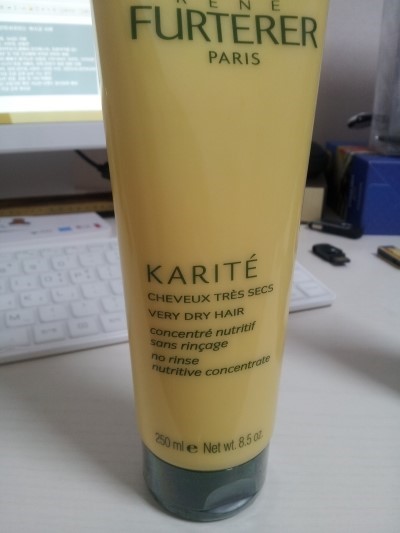 RENE
FURTERER
PARIS
KARITÉ
CHEVEUX TRÈS SECS
VERY DRY HAIR
concentré nutritif
sans rinçage
no rinse
nutritive concentrate
250 ml ℮ Net wt. 8.5 oz.